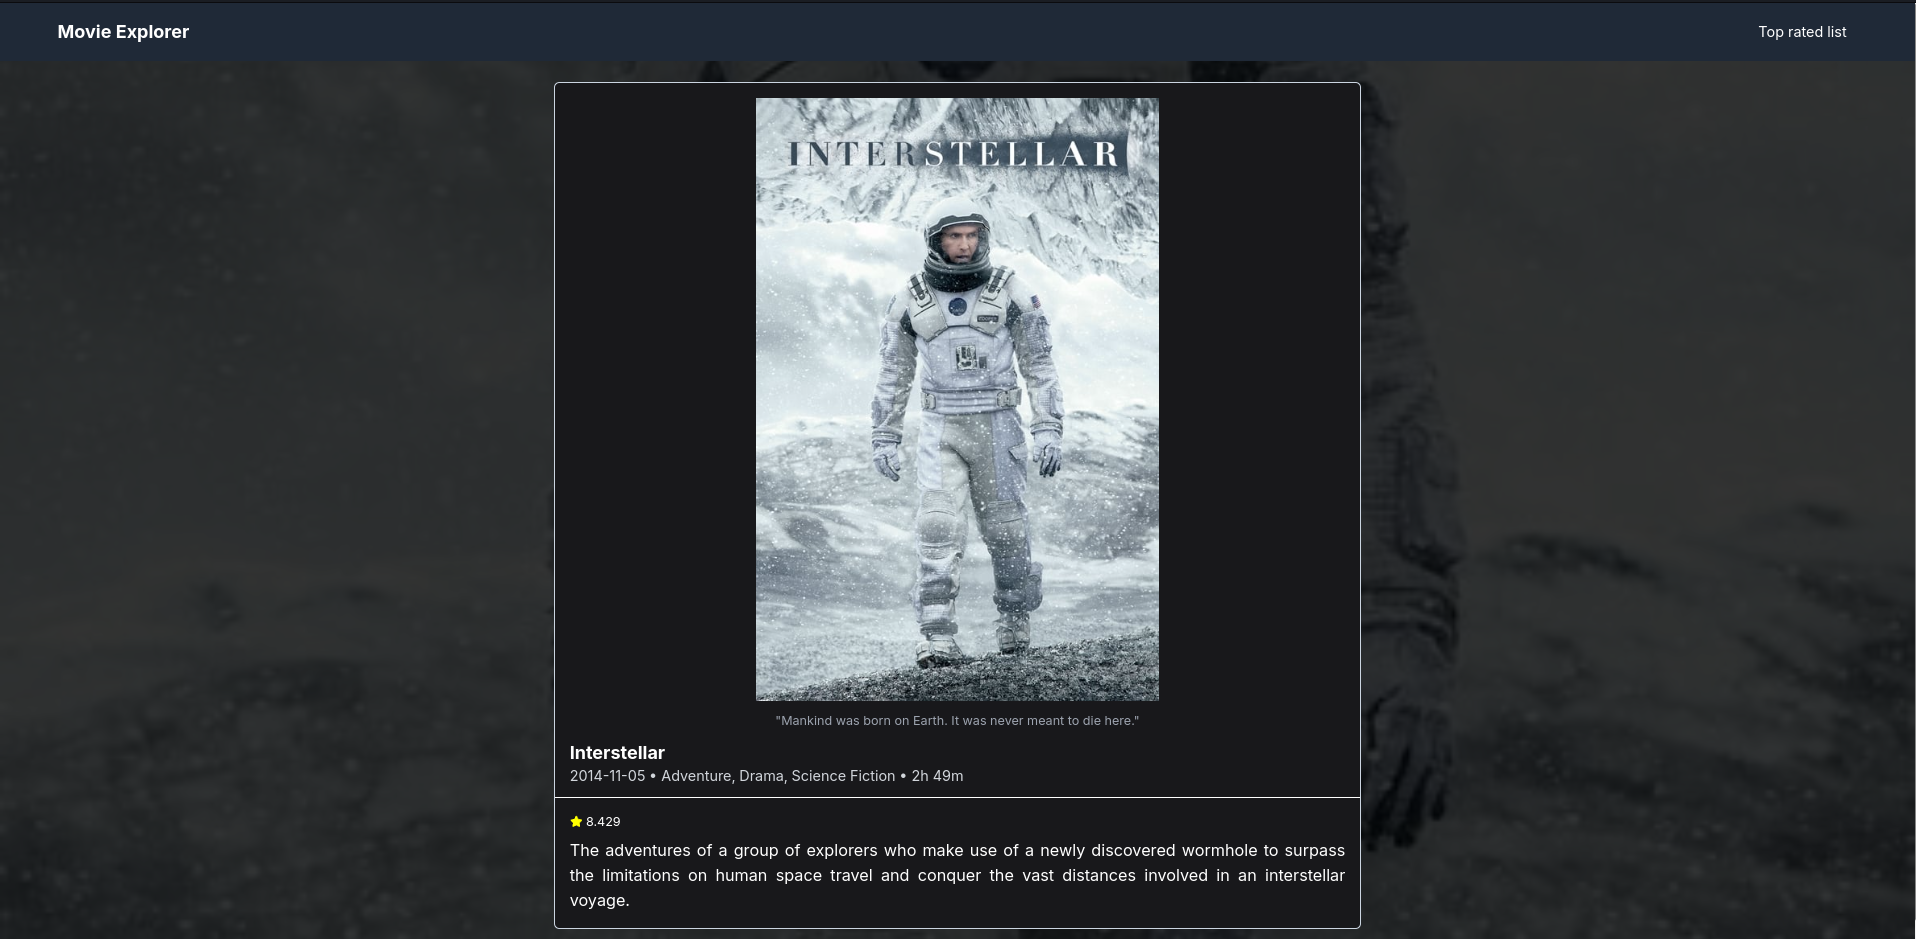 Movie Explorer
Top rated list
INTERSTELLAR
"Mankind was born on Earth. It was never meant to die here."
Interstellar
2014-11-05 • Adventure, Drama, Science Fiction • 2h 49m
8.429
The adventures of a group of explorers who make use of a newly discovered wormhole to surpass
the limitations on human space travel and conquer the vast distances involved in an interstellar
voyage.